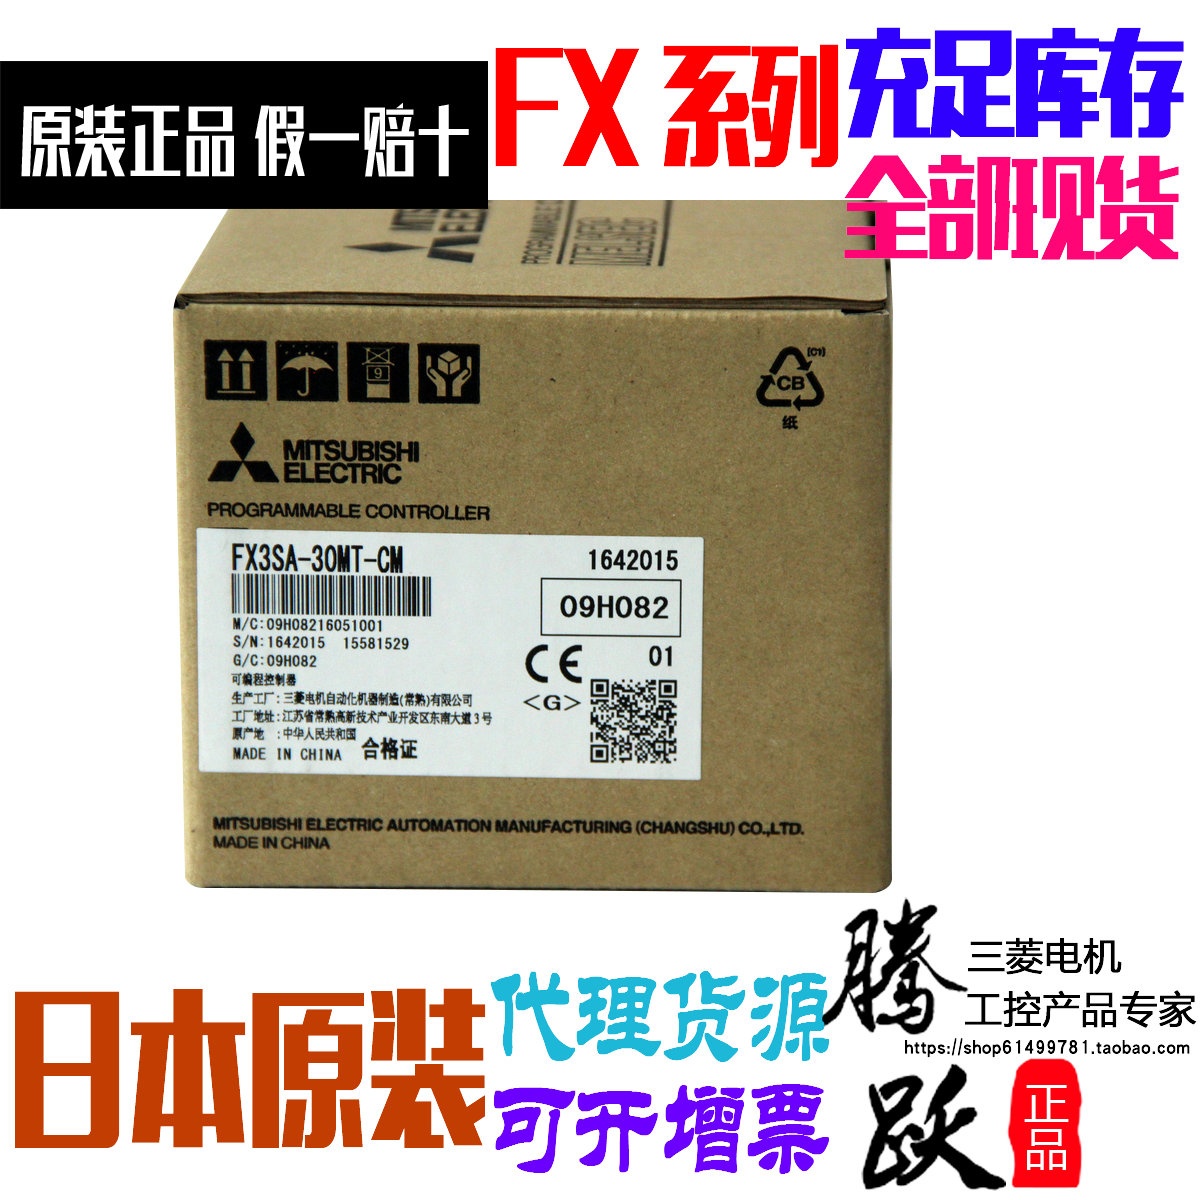 原装正品 假一赔十
FX 系列
充足库存
全部现货
MITSUBISHI
ELECTRIC
PROGRAMMABLE
9
[C1]
CB
纸
MITSUBISHI
ELECTRIC
PROGRAMMABLE CONTROLLER
FX3SA-30MT-CM
1642015
09H082
M/C:09H08216051001
S/N:1642015 15581529
G/C:09H082
01
CE
<G>
可编程控制器
生产工厂:三菱电机自动化机器制造(常熟)有限公司
工厂地址:江苏省常熟高新技术产业开发区东南大道3号
原产地 :中华人民共和国
MADE IN CHINA 合格证
MITSUBISHI ELECTRIC AUTOMATION MANUFACTURING (CHANGSHU) CO.,LTD.
MADE IN CHINA
日本原装
代理货源
可开增票
腾跃
三菱电机
工控产品专家
https://shop61499781.taobao.com
正品